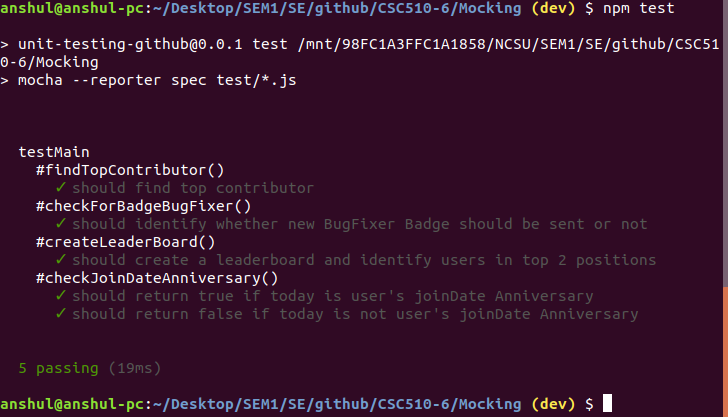 anshul@anshul-pc:~/Desktop/SEM1/SE/github/CSC510-6/Mocking (dev) $ npm test
> unit-testing-github@0.0.1 test /mnt/98FC1A3FFC1A1858/NCSU/SEM1/SE/github/CSC51
0-6/Mocking
> mocha --reporter spec test/*.js
testMain
#findTopContributor()
✓ should find top contributor
#checkForBadgeBugFixer()
✓ should identify whether new BugFixer Badge should be sent or not
#createLeaderBoard()
✓ should create a leaderboard and identify users in top 2 positions
#checkJoinDateAnniversary()
✓ should return true if today is user's joinDate Anniversary
✓ should return false if today is not user's joinDate Anniversary
5 passing (19ms)
anshul@anshul-pc:~/Desktop/SEM1/SE/github/CSC510-6/Mocking (dev) $